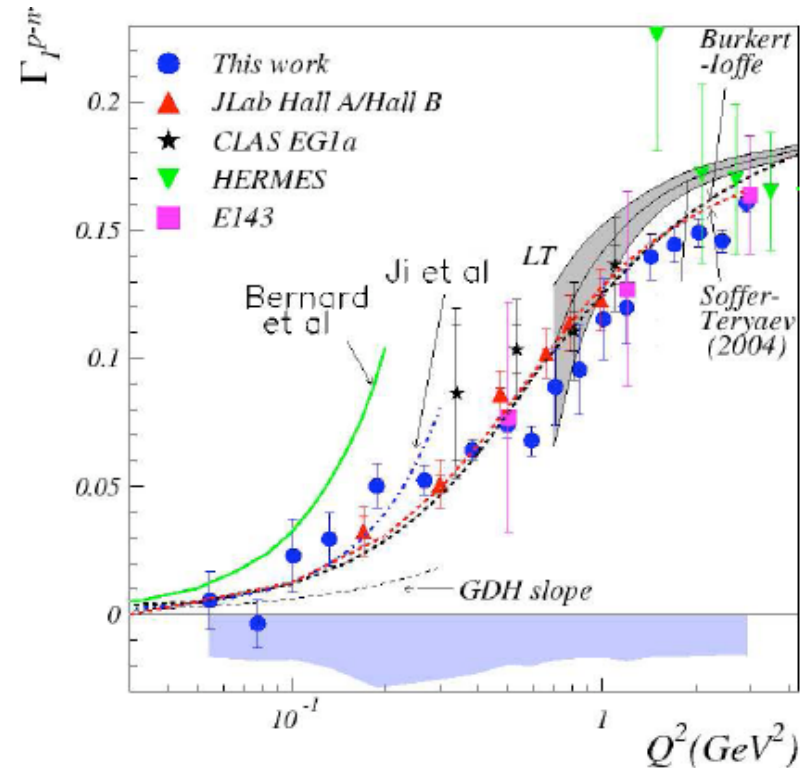 Γ₁ᵖ⁻ⁿ
This work
JLab Hall A/Hall B
CLAS EG1a
HERMES
E143
Burkert
-Ioffe
LT
Ji et al
Bernard
et al
Soffer-
Teryaev
(2004)
GDH slope
0.2
0.15
0.1
0.05
0
10⁻¹
1
Q²(GeV²)